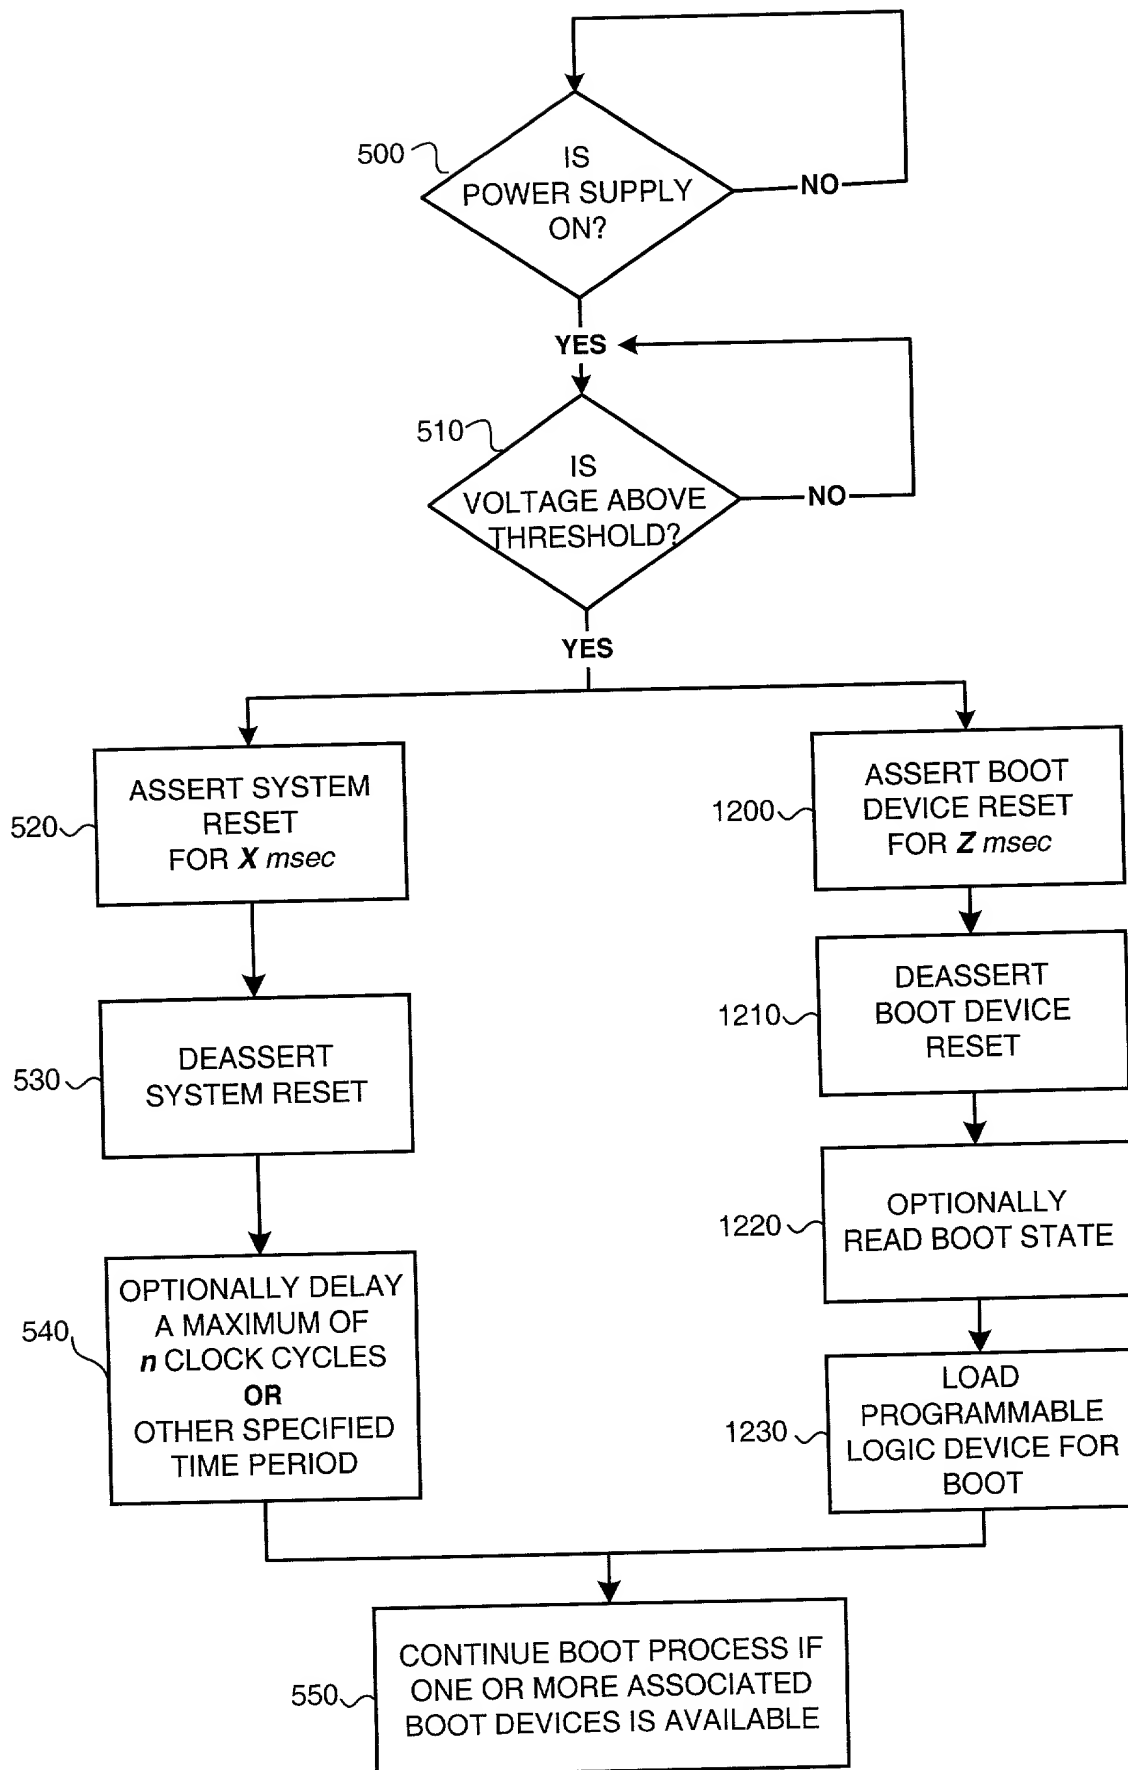 500
IS
POWER SUPPLY
ON?
NO
YES
510
IS
VOLTAGE ABOVE
THRESHOLD?
NO
YES
520
ASSERT SYSTEM
RESET
FOR X msec
530
DEASSERT
SYSTEM RESET
540
OPTIONALLY DELAY
A MAXIMUM OF
n CLOCK CYCLES
OR
OTHER SPECIFIED
TIME PERIOD
1200
ASSERT BOOT
DEVICE RESET
FOR Z msec
1210
DEASSERT
BOOT DEVICE
RESET
1220
OPTIONALLY
READ BOOT STATE
1230
LOAD
PROGRAMMABLE
LOGIC DEVICE FOR
BOOT
550
CONTINUE BOOT PROCESS IF
ONE OR MORE ASSOCIATED
BOOT DEVICES IS AVAILABLE